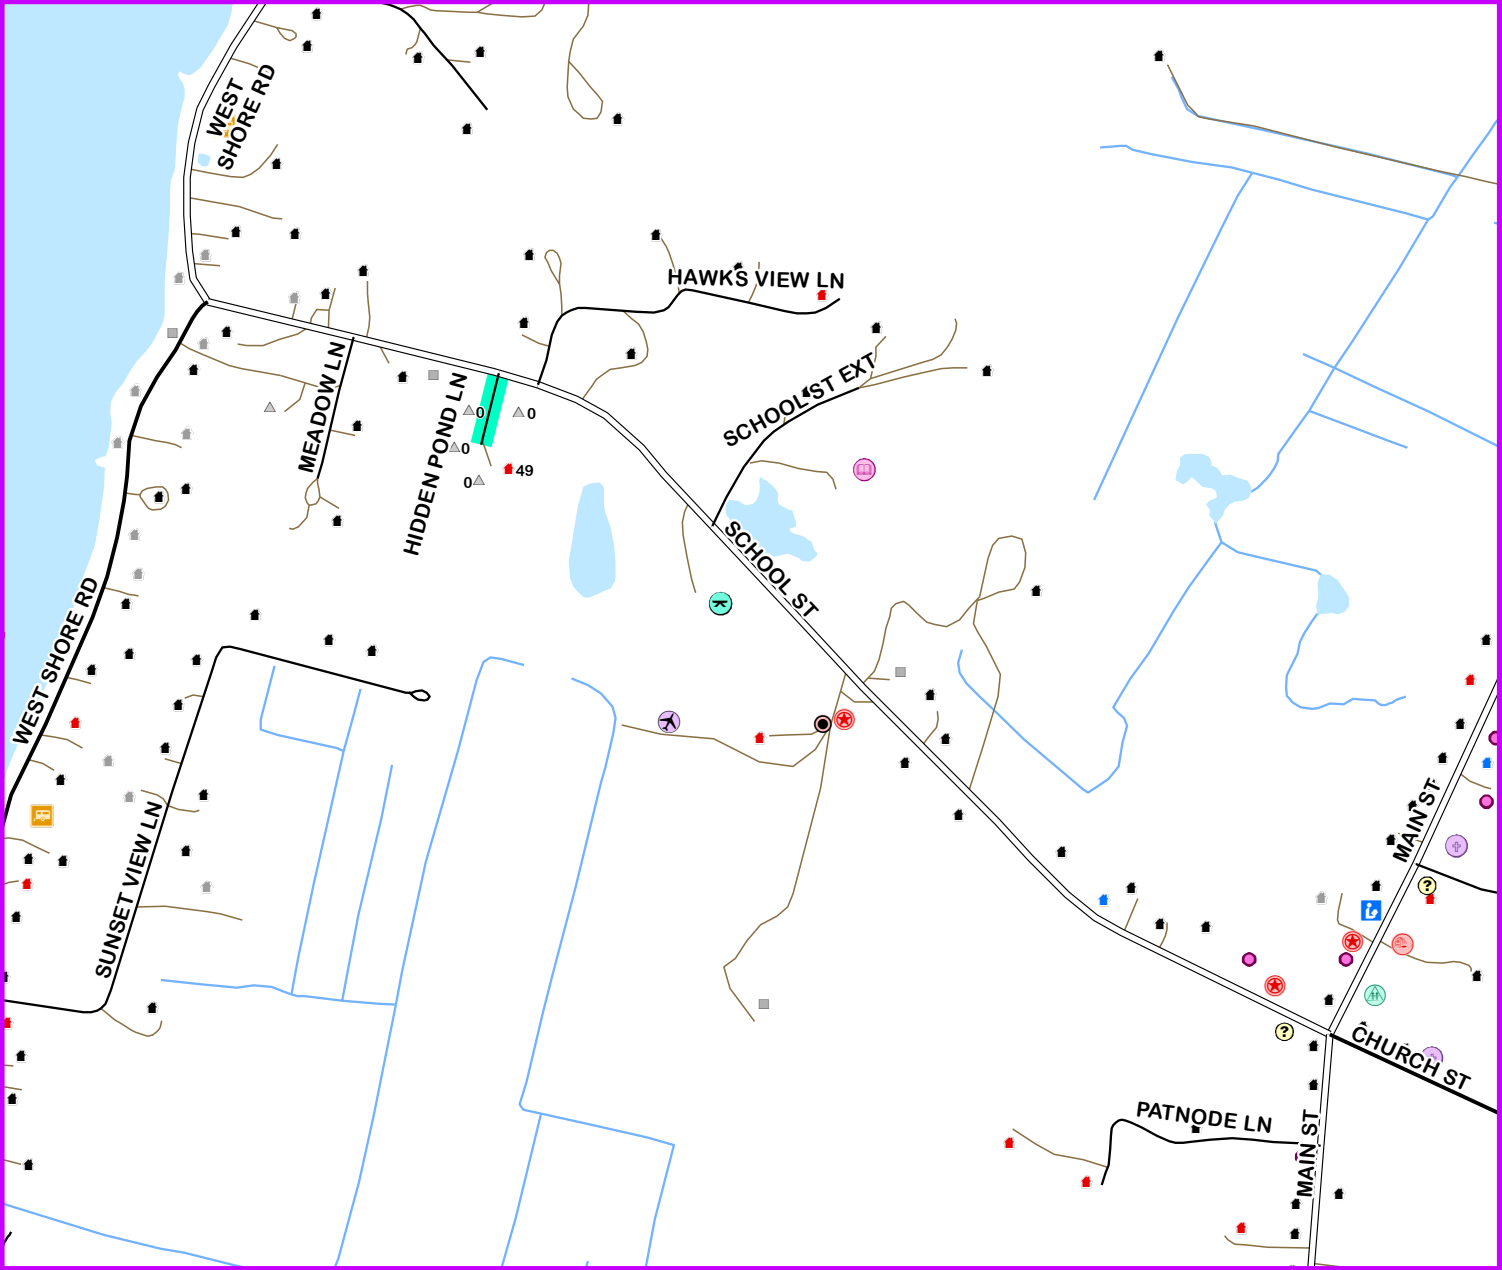 WEST
SHORE RD
HAWKS VIEW LN
SCHOOL ST EXT
MEADOW LN
HIDDEN POND LN
0
0
0
49
0
SCHOOL ST
WEST SHORE RD
SUNSET VIEW LN
MAIN ST
?
?
CHURCH ST
PATNODE LN
MAIN ST